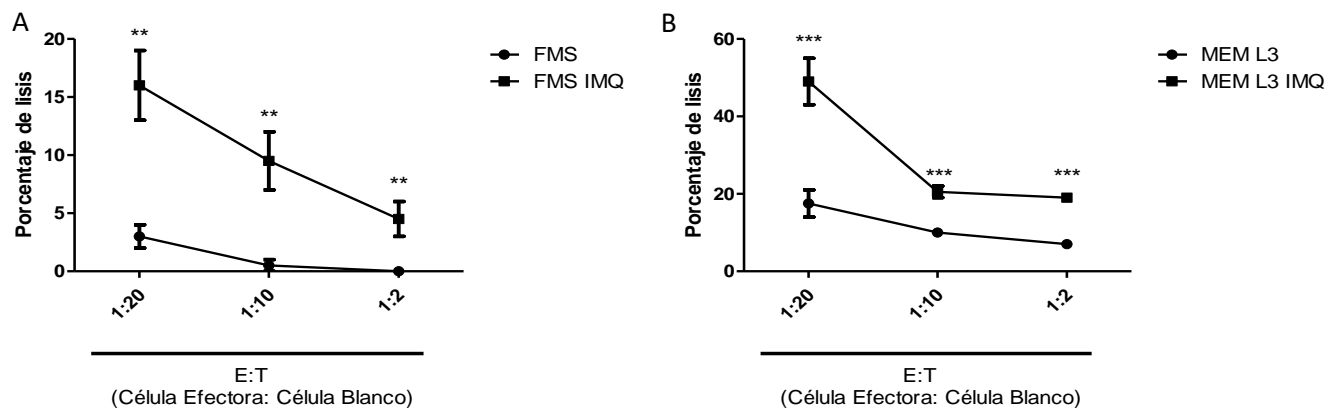 A
Porcentaje de lisis
20
15
10
5
0
**
**
**
FMS
FMS IMQ
1:20
1:10
1:2
E:T
(Célula Efectora: Célula Blanco)
B
Porcentaje de lisis
60
40
20
0
***
***
***
MEM L3
MEM L3 IMQ
1:20
1:10
1:2
E:T
(Célula Efectora: Célula Blanco)